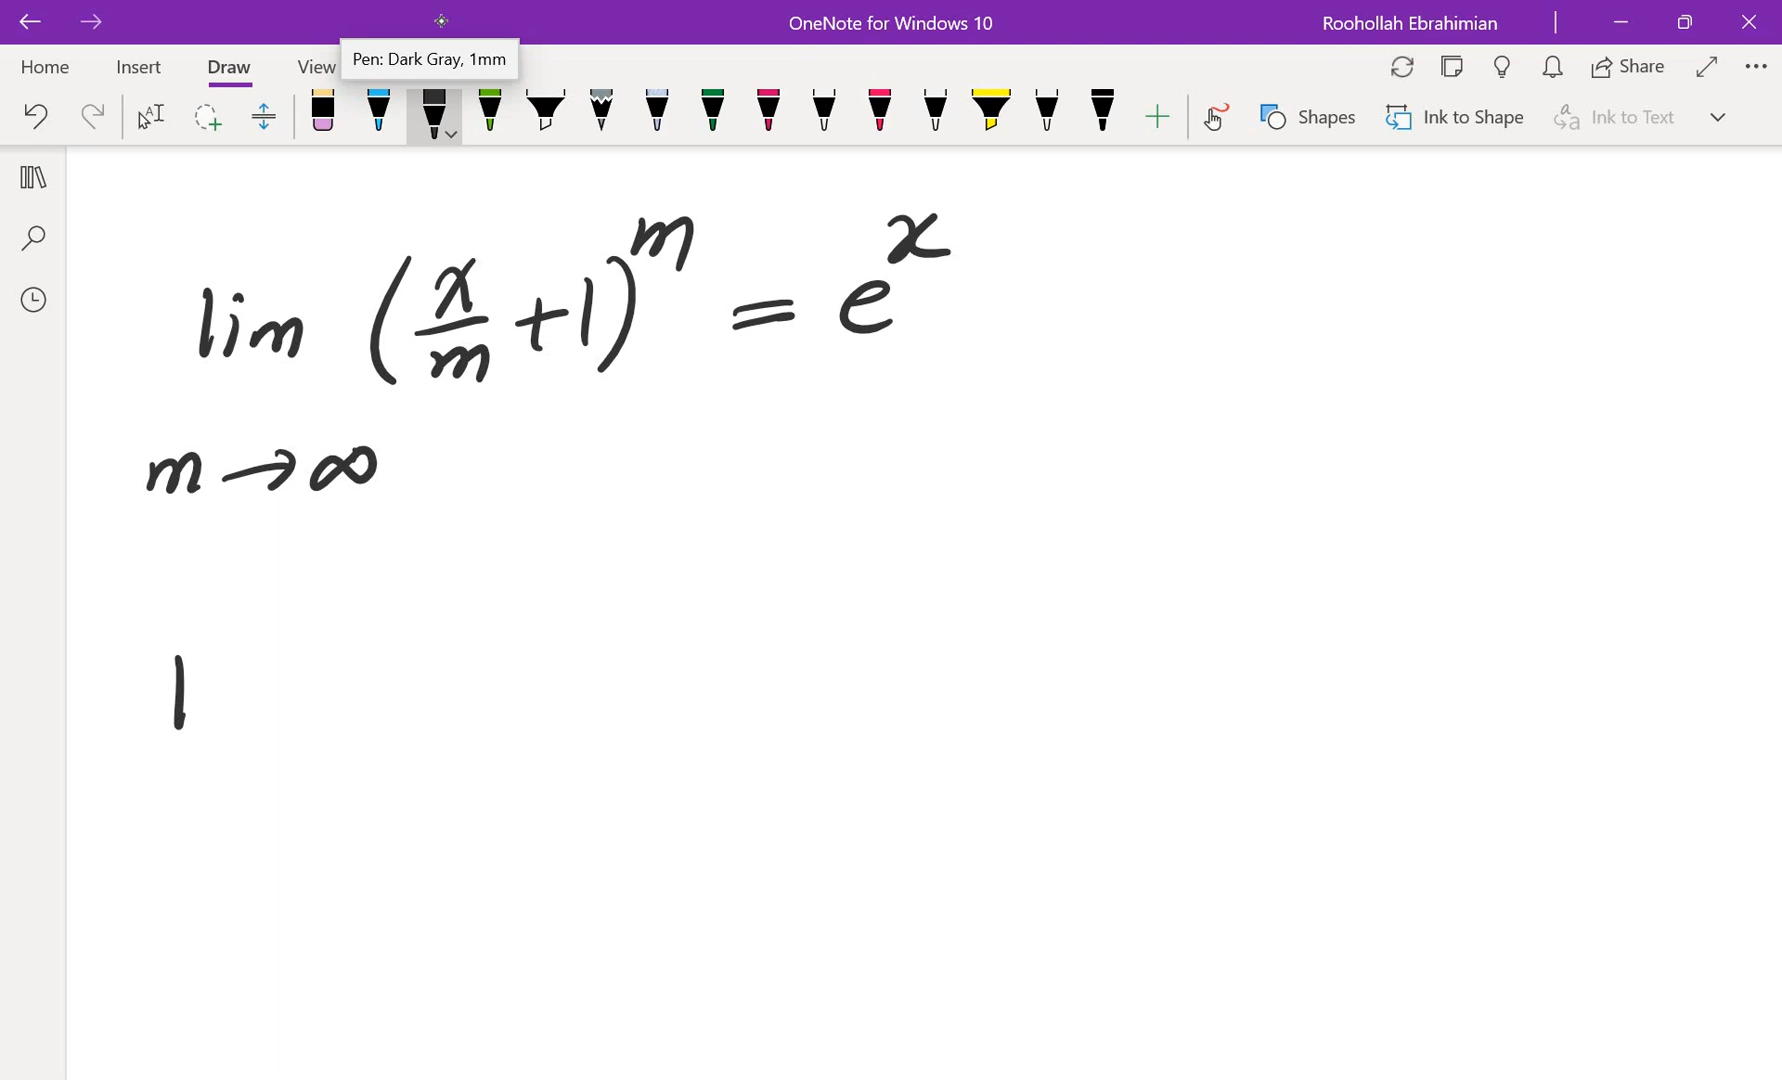 OneNote for Windows 10
Roohollah Ebrahimian
Pen: Dark Gray, 1mm
Home Insert Draw View
Share
Shapes Ink to Shape Ink to Text
lim (x/m + 1)^m = e^x
m → ∞
l